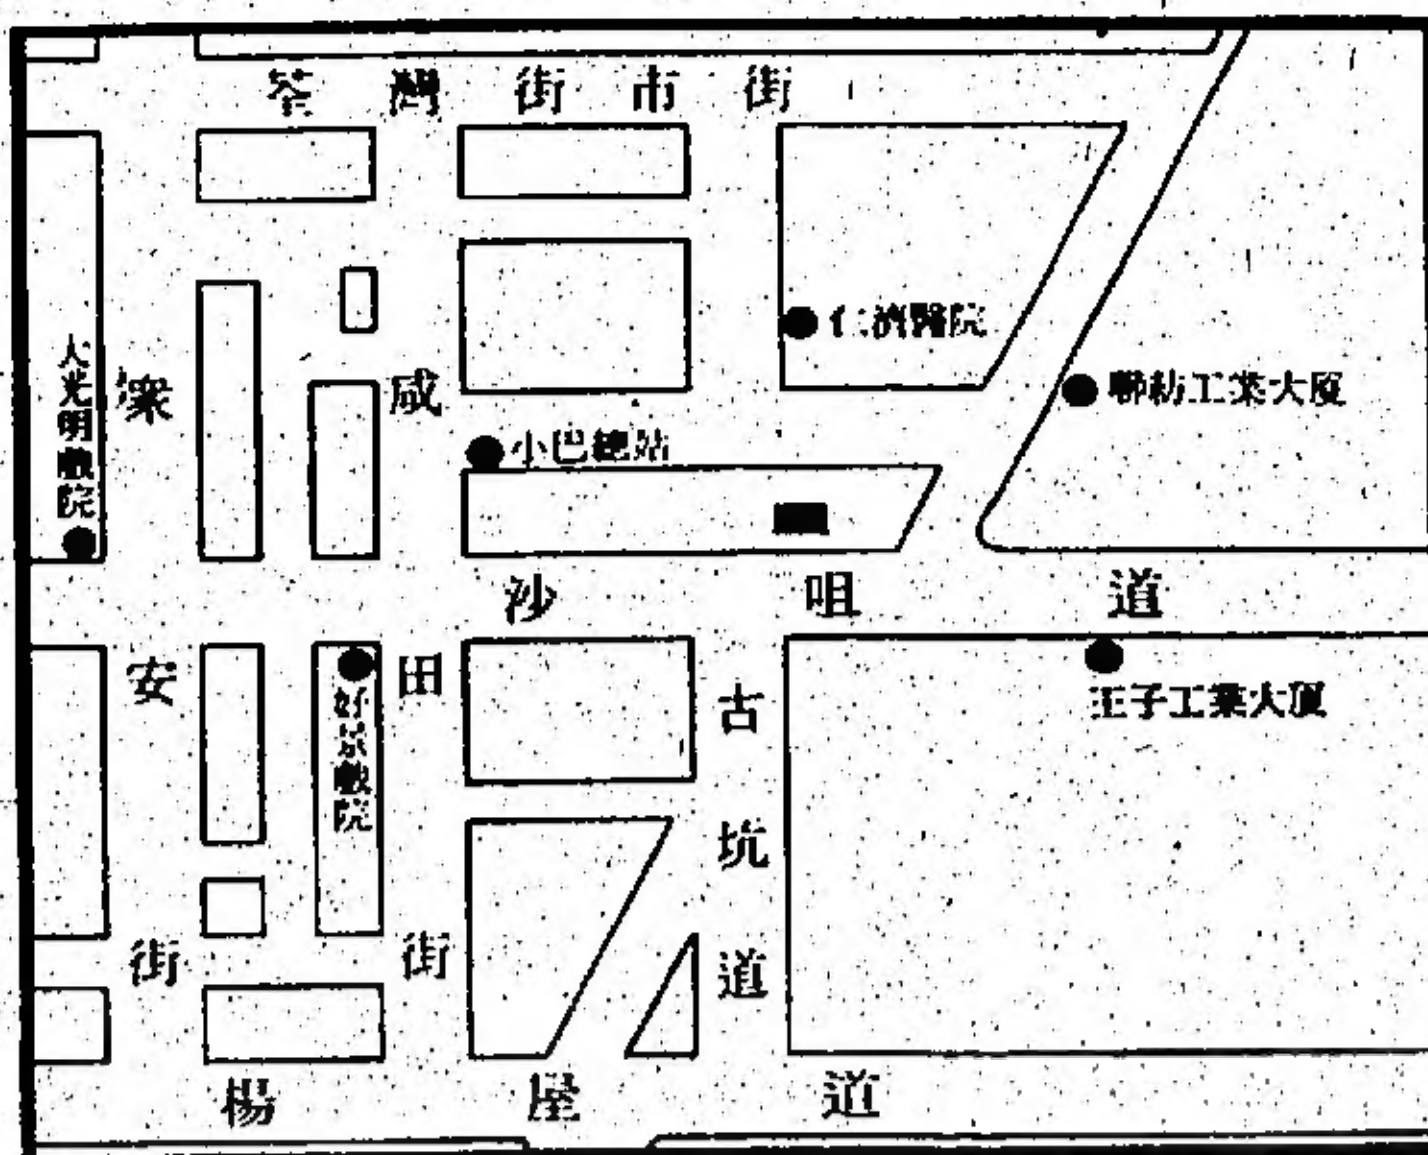 荃灣街市街
仁濟醫院
聯紡工業大廈
小巴總站
大光明戲院
眾安街
咸田街
沙咀道
好景戲院
古坑道
王子工業大廈
楊屋道